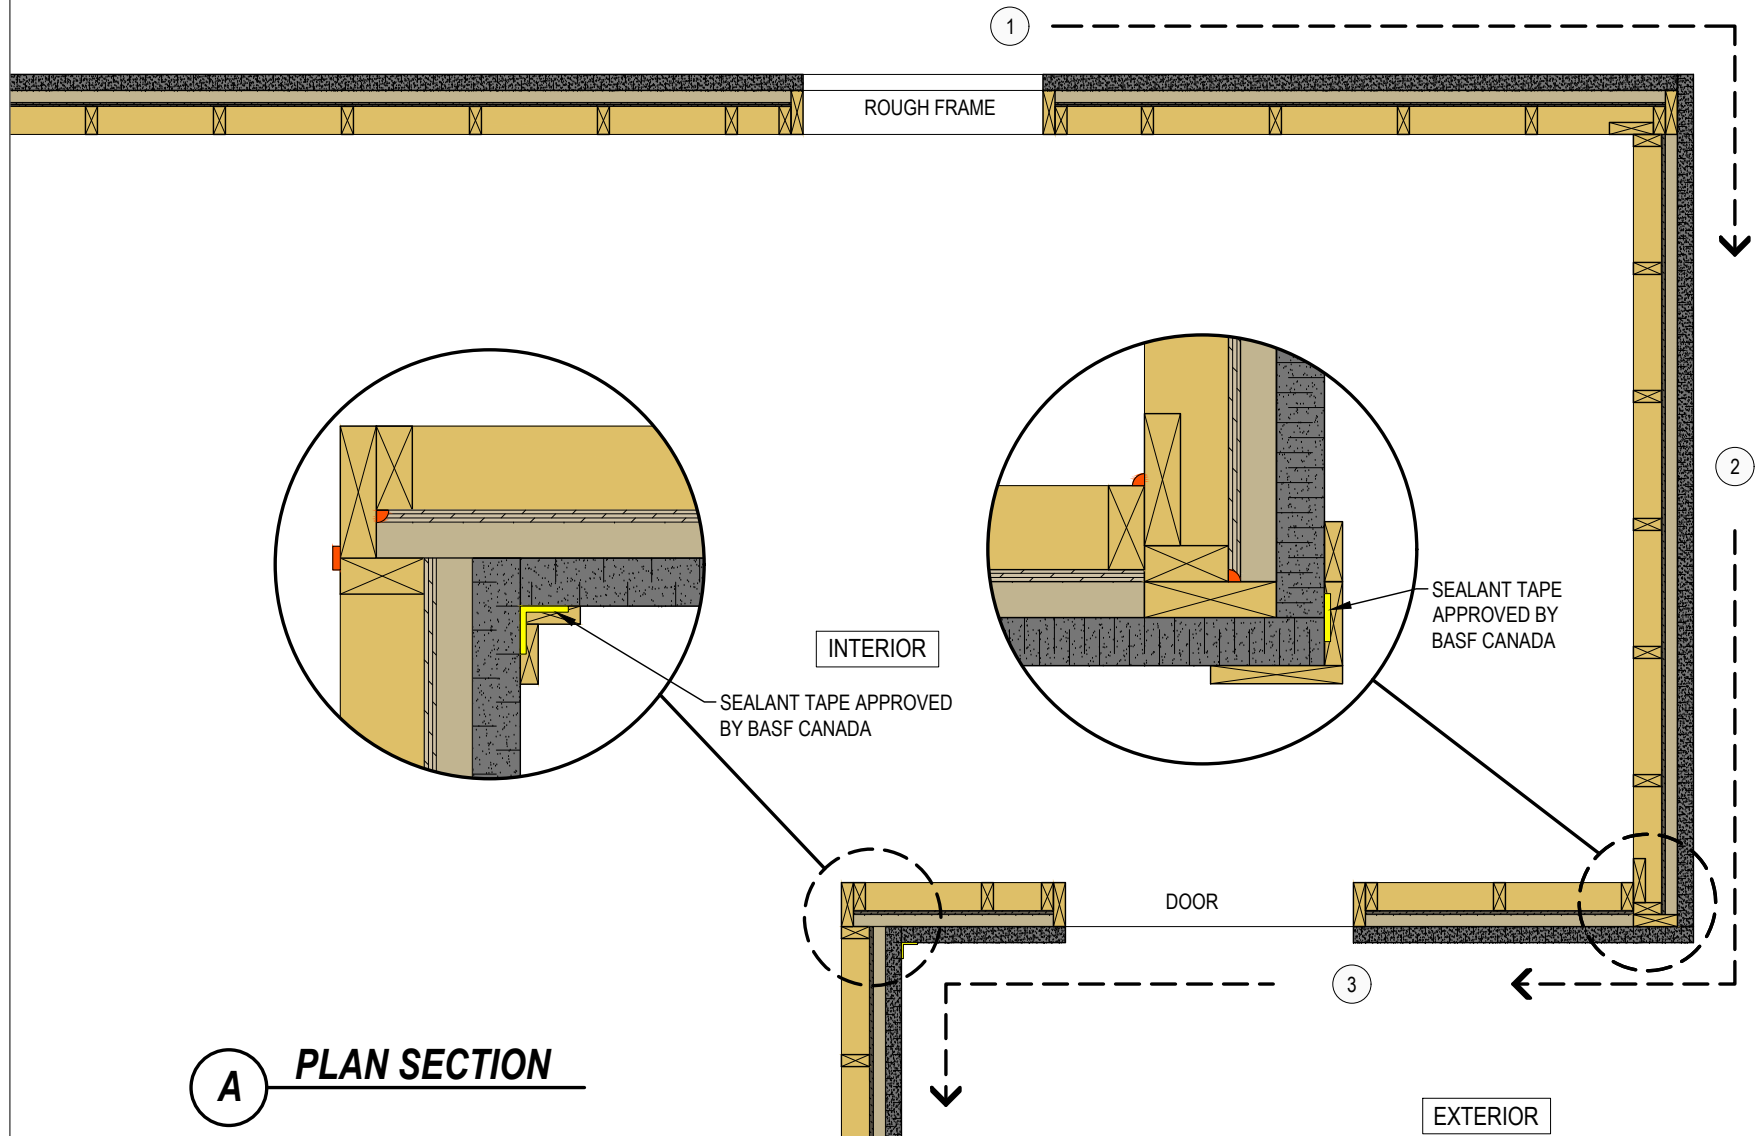 1
ROUGH FRAME
2
SEALANT TAPE
APPROVED BY
BASF CANADA
INTERIOR
SEALANT TAPE APPROVED
BY BASF CANADA
DOOR
3
A PLAN SECTION
EXTERIOR